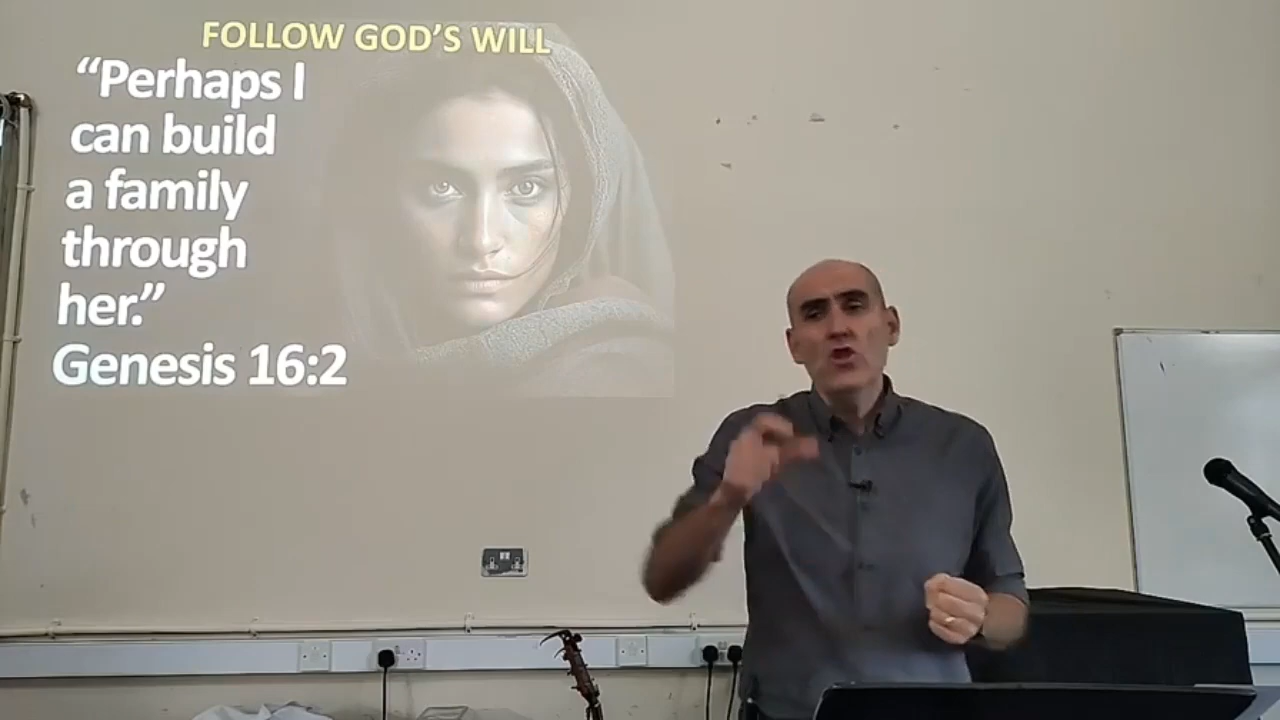 FOLLOW GOD'S WILL
“Perhaps I
can build
a family
through
her.”
Genesis 16:2